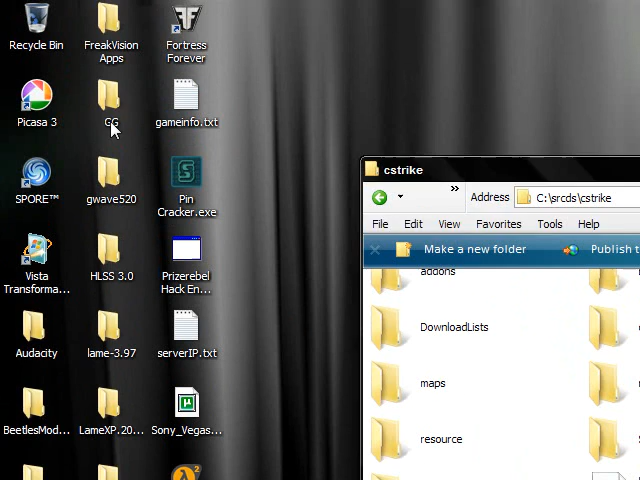 Recycle Bin
FreakVision
Apps
Fortress
Forever
Picasa 3
CG
gameinfo.txt
SPORE™
gwave520
Pin
Cracker.exe
Vista
Transforma...
HLSS 3.0
Prizerebel
Hack En...
Audacity
lame-3.97
serverIP.txt
BeetlesMod...
LameXP.20...
Sony_Vegas...
cstrike
» Address C:\srcds\cstrike
File Edit View Favorites Tools Help
Make a new folder Publish t
addons
DownloadLists
maps
resource